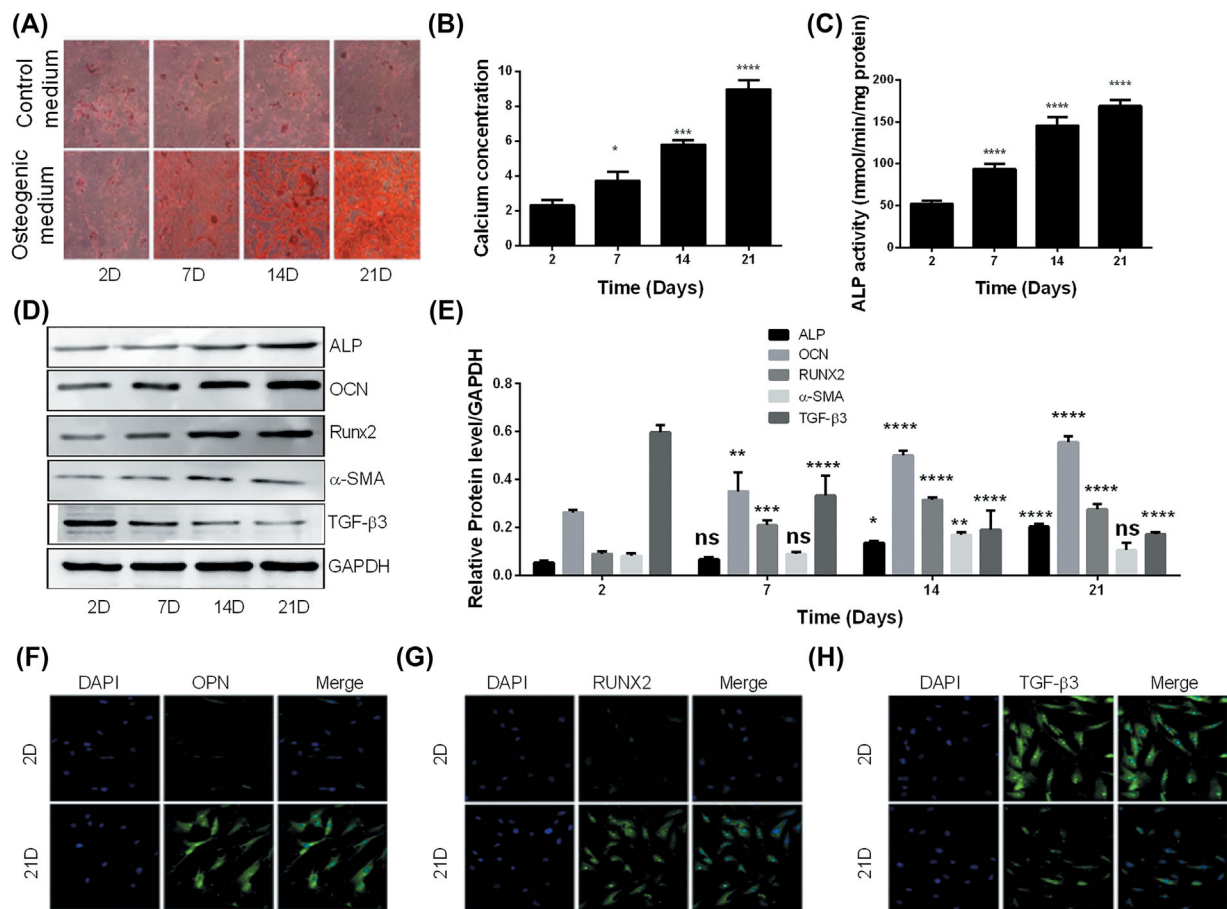 (A)
Control
medium
Osteogenic
medium
2D 7D 14D 21D
(B)
Calcium concentration
10
8
6
4
2
0
*
***
****
2 7 14 21
Time (Days)
(C)
ALP activity (mmol/min/mg protein)
200
150
100
50
0
****
****
****
2 7 14 21
Time (Days)
(D)
ALP
OCN
Runx2
α-SMA
TGF-β3
GAPDH
2D 7D 14D 21D
(E)
ALP
OCN
RUNX2
α-SMA
TGF-β3
Relative Protein level/GAPDH
0.8
0.6
0.4
0.2
0.0
ns ** *** ns ****
* **** **** ** ****
**** **** **** ns ****
2 7 14 21
Time (Days)
(F)
DAPI OPN Merge
2D
21D
(G)
DAPI RUNX2 Merge
2D
21D
(H)
DAPI TGF-β3 Merge
2D
21D